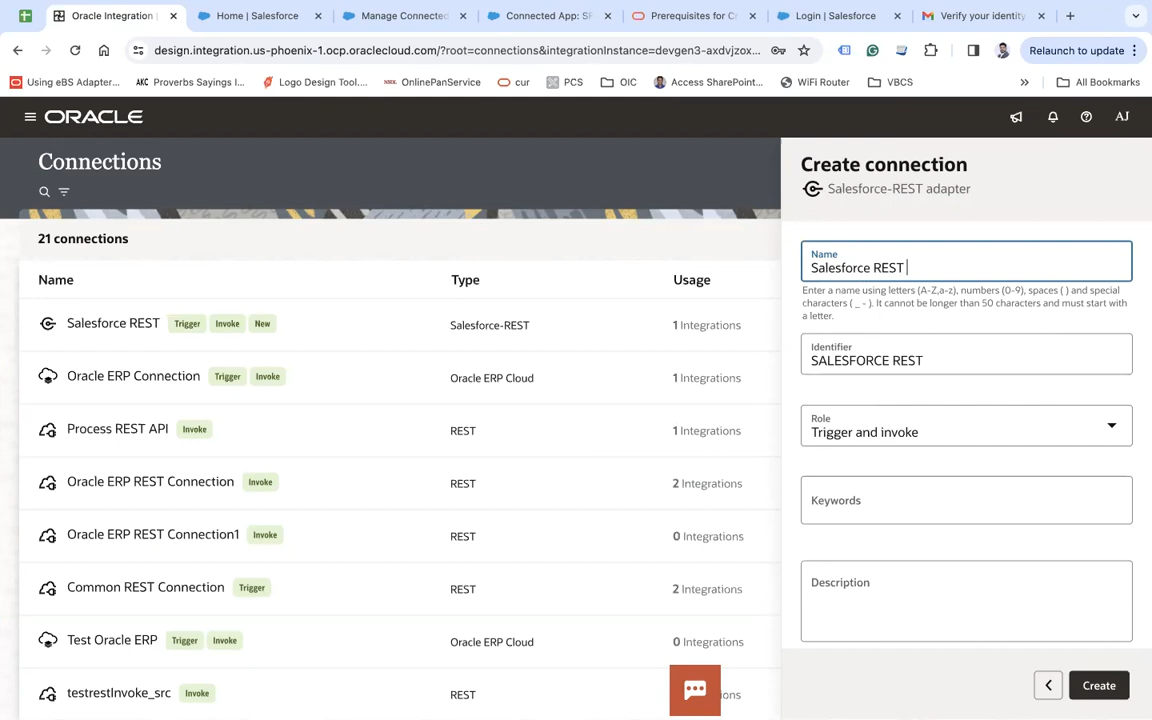 Oracle Integration
Home | Salesforce
Manage Connected
Connected App: SF
Prerequisites for C
Login | Salesforce
Verify your identity
design.integration.us-phoenix-1.ocp.oraclecloud.com/?root=connections&integrationInstance=devgen3-axdvjzox...
Relaunch to update
Using eBS Adapter...
AKC Proverbs Sayings I...
Logo Design Tool....
OnlinePanService
cur
PCS
OIC
Access SharePoint...
WiFi Router
VBCS
All Bookmarks
ORACLE
AJ
Connections
21 connections
Name Type Usage
Salesforce REST Trigger Invoke New Salesforce-REST 1 Integrations
Oracle ERP Connection Trigger Invoke Oracle ERP Cloud 1 Integrations
Process REST API Invoke REST 1 Integrations
Oracle ERP REST Connection Invoke REST 2 Integrations
Oracle ERP REST Connection1 Invoke REST 0 Integrations
Common REST Connection Trigger REST 2 Integrations
Test Oracle ERP Trigger Invoke Oracle ERP Cloud 0 Integrations
testrestInvoke_src Invoke REST
Create connection
Salesforce-REST adapter
Name
Salesforce REST
Enter a name using letters (A-Z,a-z), numbers (0-9), spaces ( ) and special
characters ( _ - ). It cannot be longer than 50 characters and must start with
a letter.
Identifier
SALESFORCE REST
Role
Trigger and invoke
Keywords
Description
Create